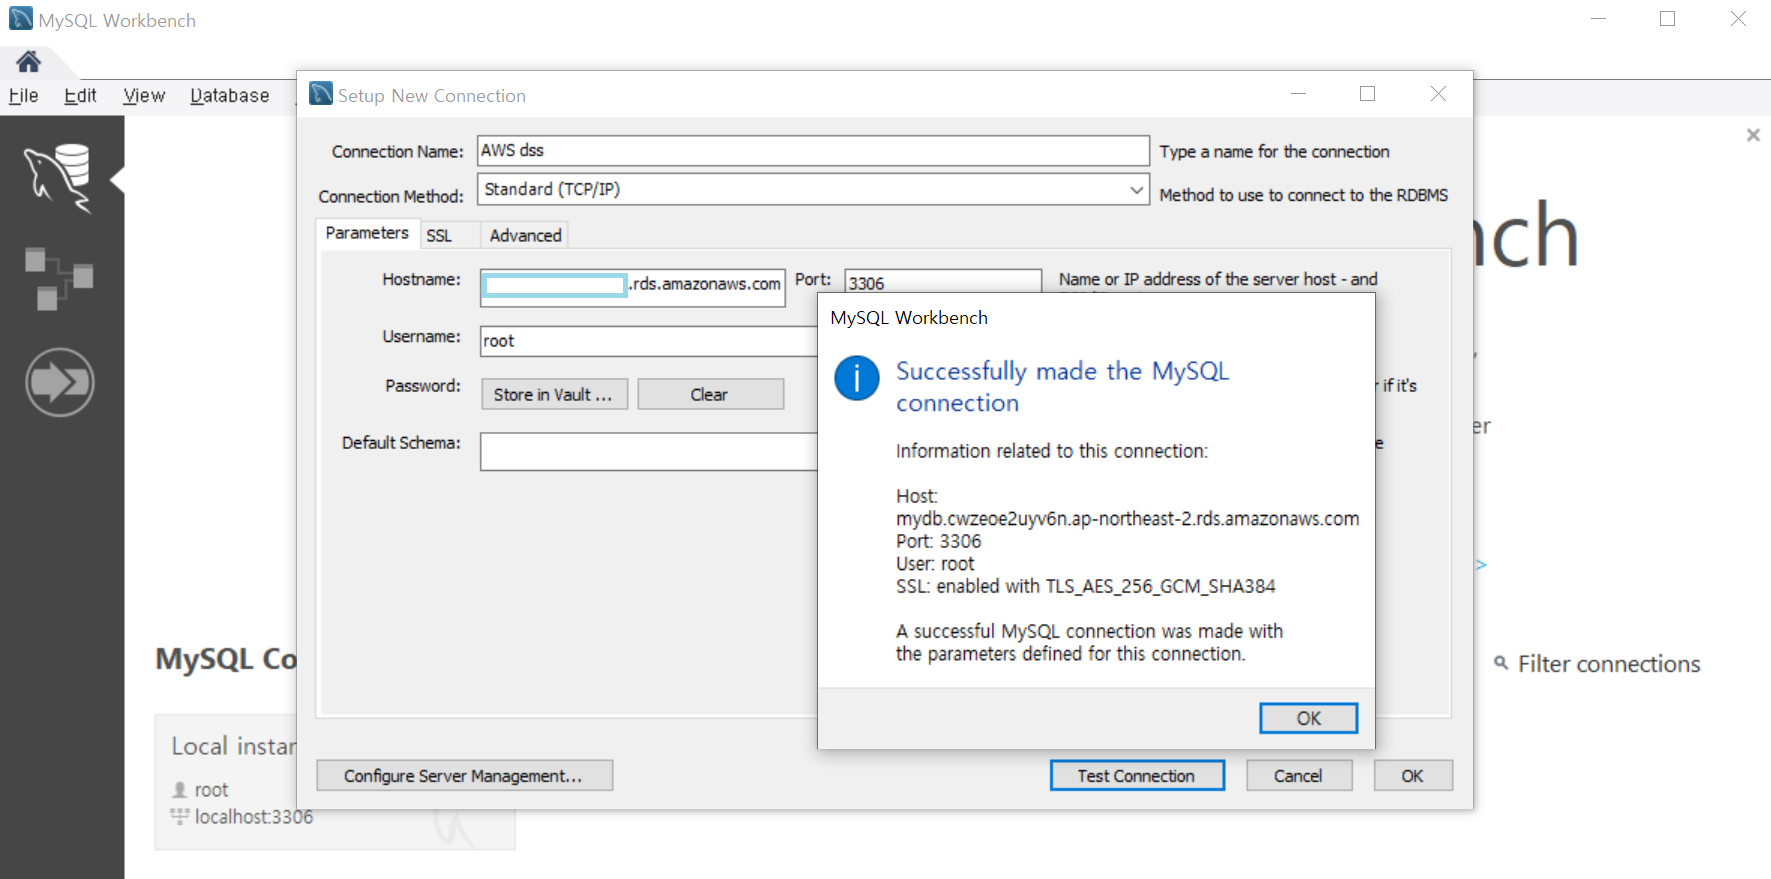 MySQL Workbench
File Edit View Database
Setup New Connection
Connection Name: AWS dss Type a name for the connection
Connection Method: Standard (TCP/IP) Method to use to connect to the RDBMS
Parameters SSL Advanced
Hostname: .rds.amazonaws.com Port: 3306 Name or IP address of the server host - and
Username: root
Password: Store in Vault ... Clear
r if it's
Default Schema:
e
MySQL Workbench
Successfully made the MySQL
connection
Information related to this connection:
Host:
mydb.cwzeoe2uyv6n.ap-northeast-2.rds.amazonaws.com
Port: 3306
User: root
SSL: enabled with TLS_AES_256_GCM_SHA384
A successful MySQL connection was made with
the parameters defined for this connection.
OK
Configure Server Management... Test Connection Cancel OK
nch
er
>
MySQL Co
Filter connections
Local instan
root
localhost:3306